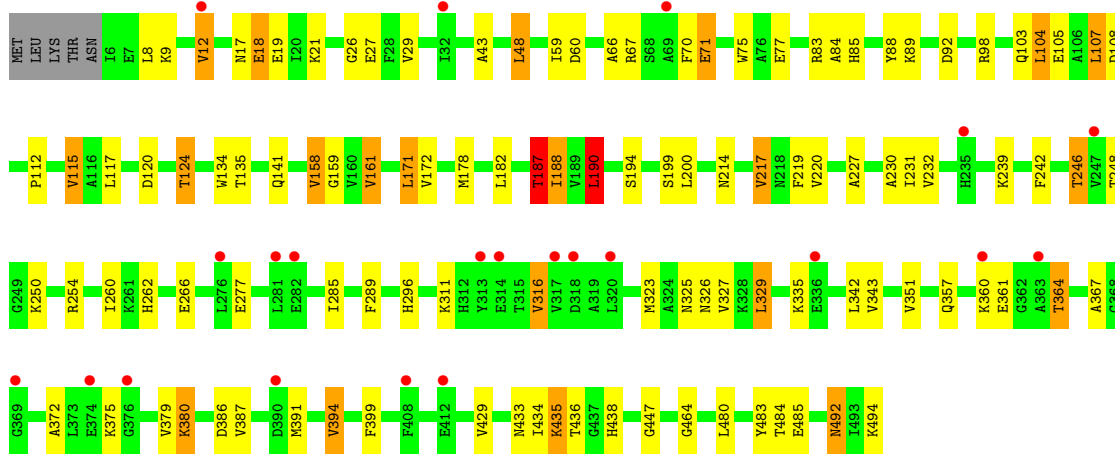 MET LEU LYS THR ASN I6 E7 L8 K9 V12 N17 E18 E19 I20 K21 G26 E27 F28 V29 I32 A43 L48 I59 D60 A66 R67 S68 A69 F70 E71 W75 A76 E77 R83 A84 H85 Y88 K89 D92 R98 Q103 L104 E105 A106 L107 D108
P112 V115 A116 L117 D120 T124 W134 T135 Q141 V158 G159 V160 V161 L171 V172 M178 L182 T187 I188 V189 L190 S194 S199 L200 N214 V217 N218 F219 V220 A227 A230 I231 V232 H235 K239 F242 T246 V247 T248
G249 K250 R254 I260 K261 H262 E266 L276 E277 L281 E282 I285 F289 H296 K311 H312 Y313 E314 T315 V316 V317 D318 A319 L320 M323 A324 N325 N326 V327 K328 L329 K335 E336 L342 V343 V351 Q357 K360 E361 G362 A363 T364 A367 G368
G369 A372 L373 E374 K375 G376 V379 K380 D386 V387 D390 M391 V394 F399 F408 E412 V429 N433 I434 K435 T436 G437 H438 G447 G464 L480 Y483 T484 E485 N492 I493 K494